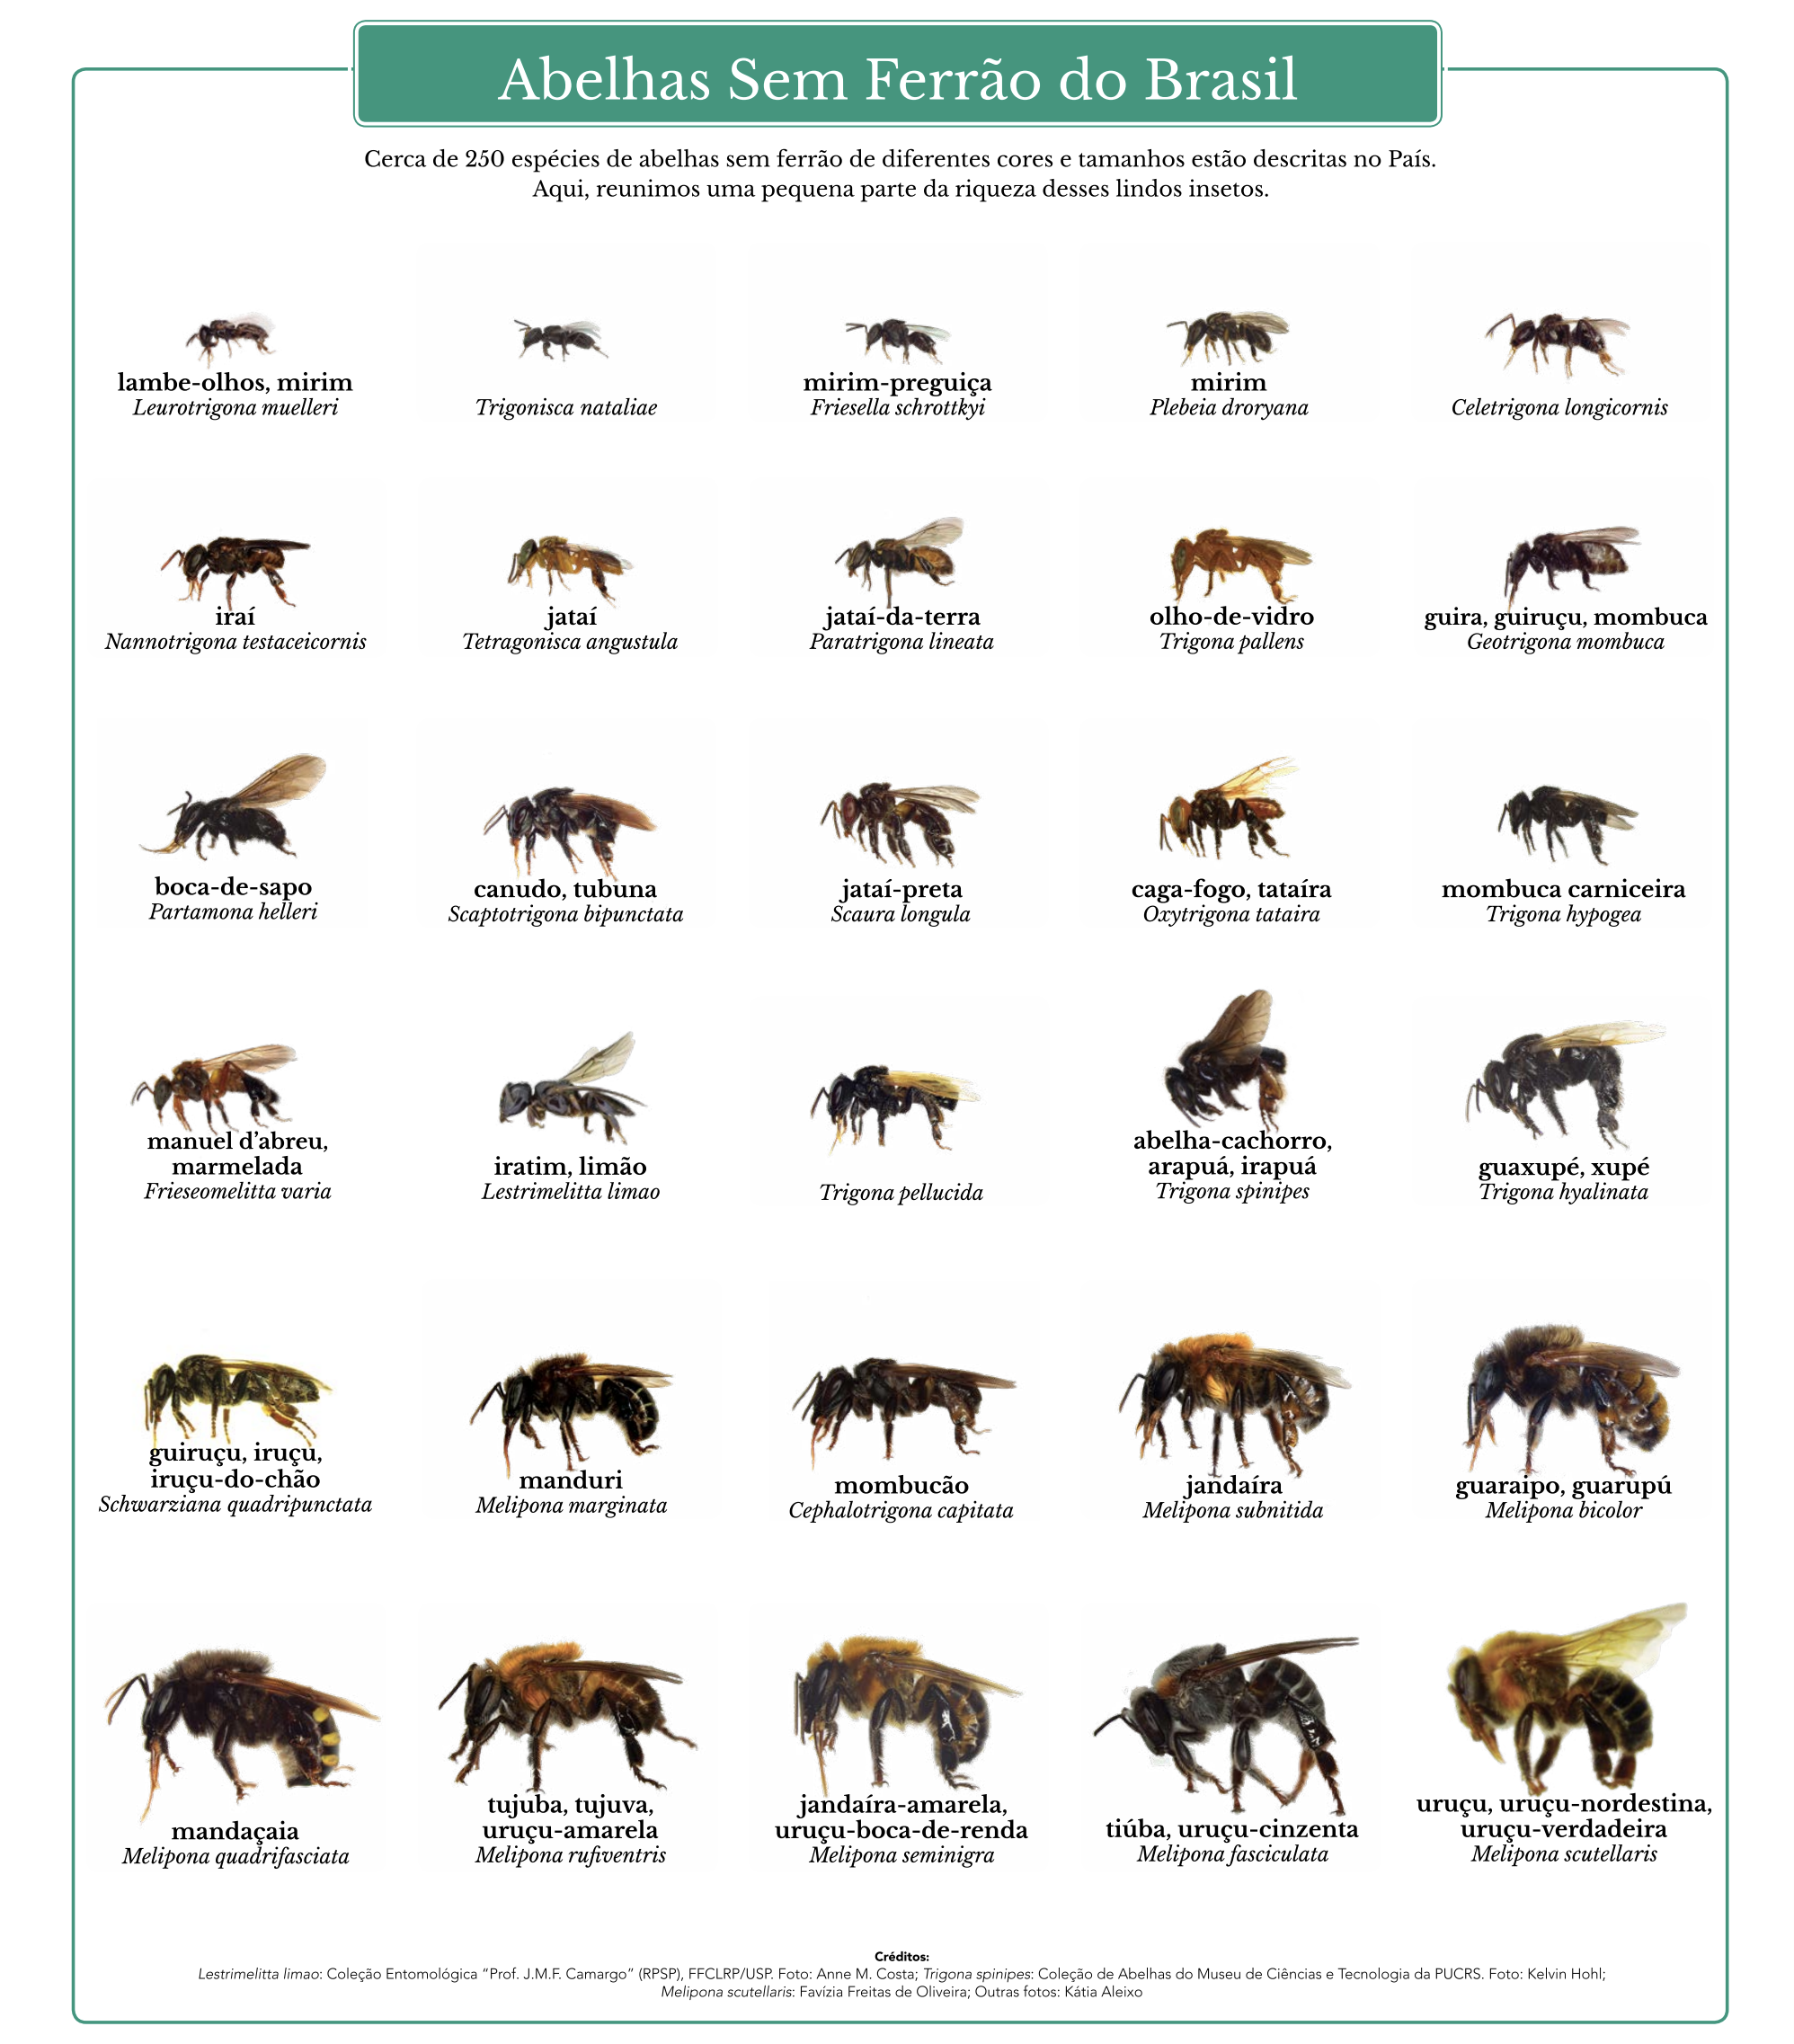 Abelhas Sem Ferrão do Brasil
Cerca de 250 espécies de abelhas sem ferrão de diferentes cores e tamanhos estão descritas no País.
Aqui, reunimos uma pequena parte da riqueza desses lindos insetos.
lambe-olhos, mirim
Leurotrigona muelleri
Trigonisca nataliae
mirim-preguiça
Friesella schrottkyi
mirim
Plebeia droryana
Celetrigona longicornis
iraí
Nannotrigona testaceicornis
jataí
Tetragonisca angustula
jataí-da-terra
Paratrigona lineata
olho-de-vidro
Trigona pallens
guira, guiruçu, mombuca
Geotrigona mombuca
boca-de-sapo
Partamona helleri
canudo, tubuna
Scaptotrigona bipunctata
jataí-preta
Scaura longula
caga-fogo, tataíra
Oxytrigona tataira
mombuca carniceira
Trigona hypogea
manuel d’abreu,
marmelada
Frieseomelitta varia
iratim, limão
Lestrimelitta limao
Trigona pellucida
abelha-cachorro,
arapuá, irapuá
Trigona spinipes
guaxupé, xupé
Trigona hyalinata
guiruçu, iruçu,
iruçu-do-chão
Schwarziana quadripunctata
manduri
Melipona marginata
mombucão
Cephalotrigona capitata
jandaíra
Melipona subnitida
guaraipo, guarupú
Melipona bicolor
mandaçaia
Melipona quadrifasciata
tujuba, tujuva,
uruçu-amarela
Melipona rufiventris
jandaíra-amarela,
uruçu-boca-de-renda
Melipona seminigra
tiúba, uruçu-cinzenta
Melipona fasciculata
uruçu, uruçu-nordestina,
uruçu-verdadeira
Melipona scutellaris
Créditos:
Lestrimelitta limao: Coleção Entomológica “Prof. J.M.F. Camargo” (RPSP), FFCLRP/USP. Foto: Anne M. Costa; Trigona spinipes: Coleção de Abelhas do Museu de Ciências e Tecnologia da PUCRS. Foto: Kelvin Hohl;
Melipona scutellaris: Favízia Freitas de Oliveira; Outras fotos: Kátia Aleixo